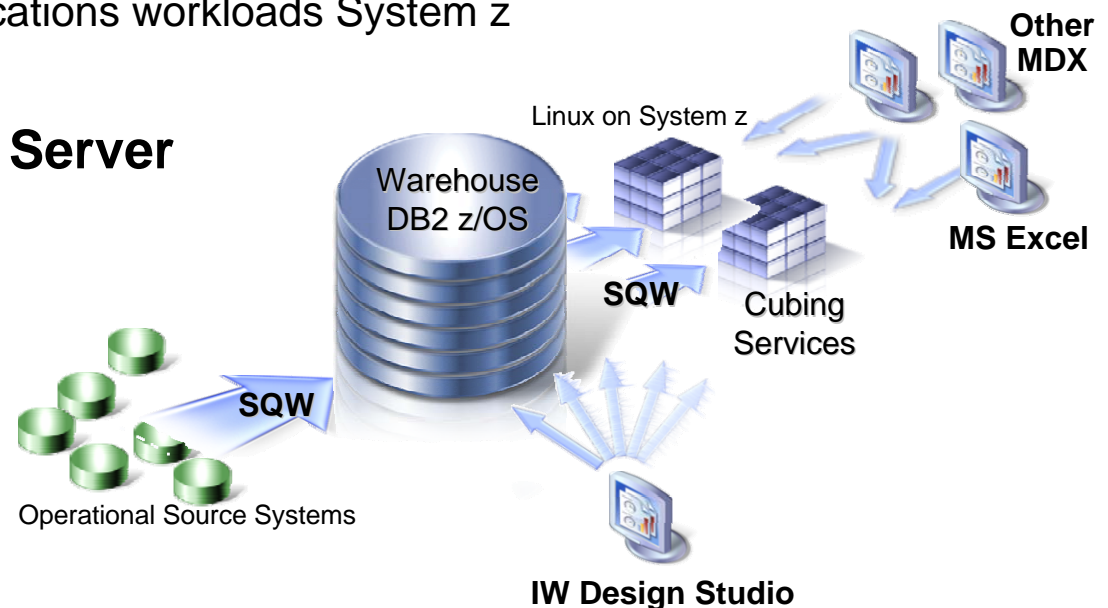 cations workloads System z
Other
MDX
Linux on System z
Server
Warehouse
DB2 z/OS
MS Excel
SQW
Cubing
Services
SQW
Operational Source Systems
IW Design Studio